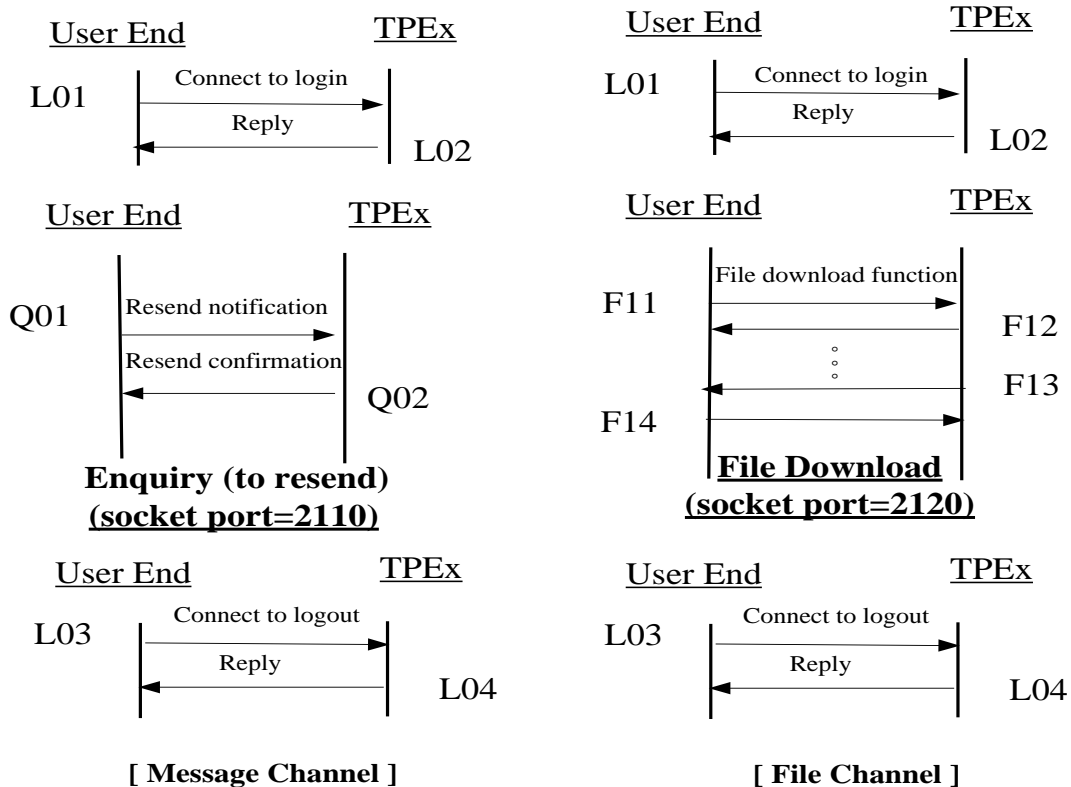 User End TPEx
L01 Connect to login
Reply
L02
User End TPEx
Q01 Resend notification
Resend confirmation
Q02
Enquiry (to resend)
(socket port=2110)
User End TPEx
L03 Connect to logout
Reply
L04
[ Message Channel ]
User End TPEx
L01 Connect to login
Reply
L02
User End TPEx
File download function
F11
F12
F13
F14
File Download
(socket port=2120)
User End TPEx
L03 Connect to logout
Reply
L04
[ File Channel ]